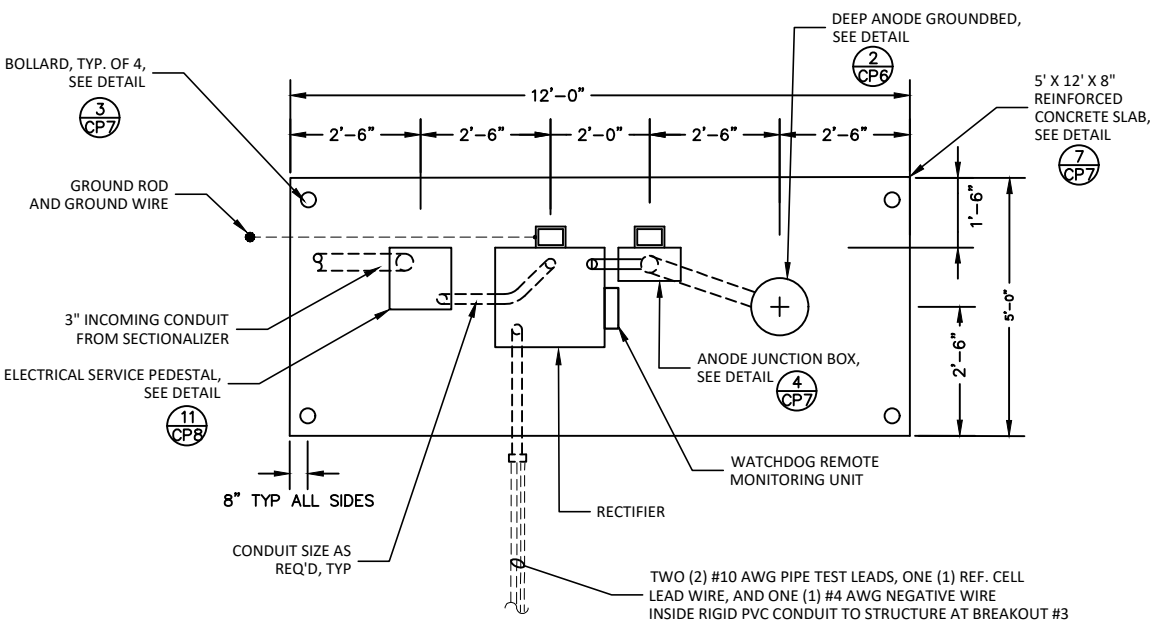 DEEP ANODE GROUNDBED,
SEE DETAIL
2
CP6
BOLLARD, TYP. OF 4,
SEE DETAIL
3
CP7
12'-0"
5' X 12' X 8"
REINFORCED
CONCRETE SLAB,
SEE DETAIL
7
CP7
2'-6"
2'-6"
2'-0"
2'-6"
2'-6"
GROUND ROD
AND GROUND WIRE
1'-6"
5'-0"
2'-6"
3" INCOMING CONDUIT
FROM SECTIONALIZER
ELECTRICAL SERVICE PEDESTAL,
SEE DETAIL
11
CP8
ANODE JUNCTION BOX,
SEE DETAIL
4
CP7
WATCHDOG REMOTE
MONITORING UNIT
8" TYP ALL SIDES
RECTIFIER
CONDUIT SIZE AS
REQ'D, TYP
TWO (2) #10 AWG PIPE TEST LEADS, ONE (1) REF. CELL
LEAD WIRE, AND ONE (1) #4 AWG NEGATIVE WIRE
INSIDE RIGID PVC CONDUIT TO STRUCTURE AT BREAKOUT #3